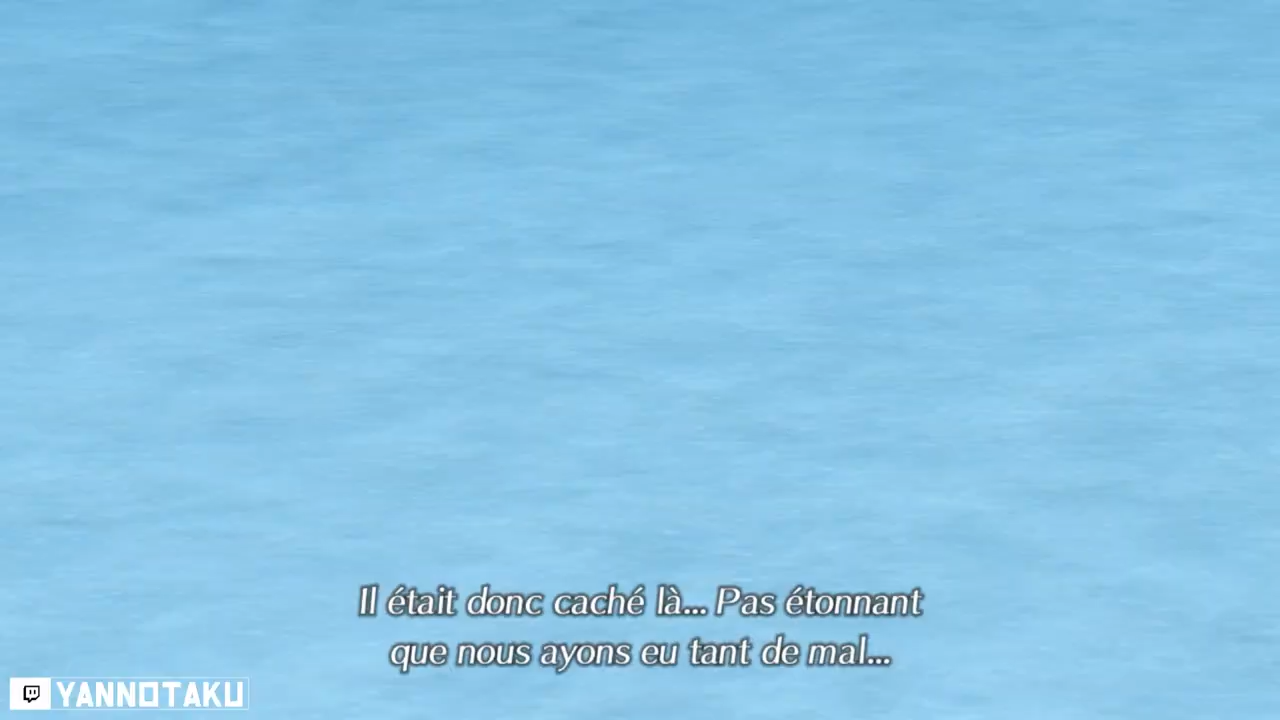 Il était donc caché là... Pas étonnant
que nous ayons eu tant de mal...
YANNOTAKU